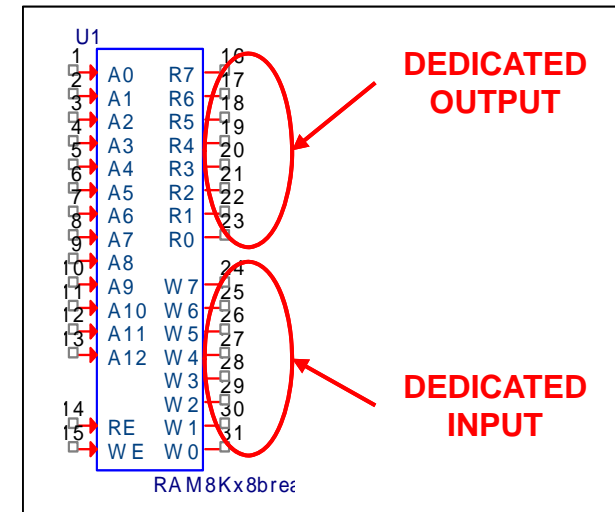 U1
1
2
3
4
5
6
7
8
9
10
11
12
13
14
15
A0
A1
A2
A3
A4
A5
A6
A7
A8
A9
A10
A11
A12
RE
WE
R7
R6
R5
R4
R3
R2
R1
R0
W7
W6
W5
W4
W3
W2
W1
W0
16
17
18
19
20
21
22
23
24
25
26
27
28
29
30
31
RAM8Kx8brea
DEDICATED
OUTPUT
DEDICATED
INPUT